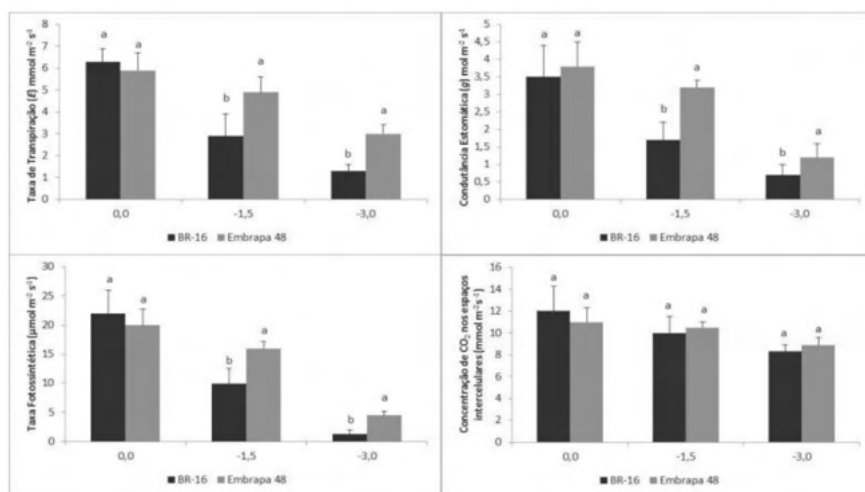 Taxa de Transpiração [E] mmol m⁻² s⁻¹
8
7
6
5
4
3
2
1
0
a a
b a
b a
0,0 -1,5 -3,0
■ BR-16 ■ Embrapa 48
Condutância Estomática [g] mol m⁻² s⁻¹
5
4,5
4
3,5
3
2,5
2
1,5
1
0,5
0
a a
b a
b a
0,0 -1,5 -3,0
■ BR-16 ■ Embrapa 48
Taxa Fotossintética [µmol m⁻² s⁻¹]
30
25
20
15
10
5
0
a a
b a
b a
0,0 -1,5 -3,0
■ BR-16 ■ Embrapa 48
Concentração de CO₂ nos espaços
intercelulares [mmol m⁻²s⁻¹]
16
14
12
10
8
6
4
2
0
a a
a a
a a
0,0 -1,5 -3,0
■ BR-16 ■ Embrapa 48